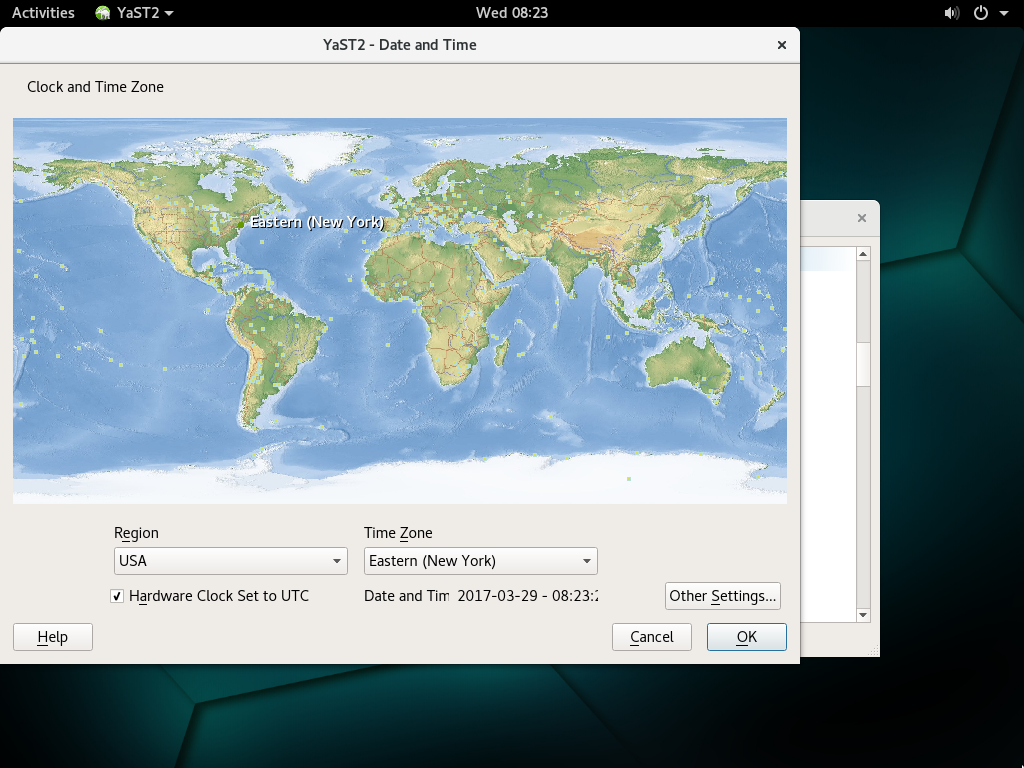 Activities YaST2 Wed 08:23
YaST2 - Date and Time
Clock and Time Zone
Eastern (New York)
Region Time Zone
USA Eastern (New York)
Hardware Clock Set to UTC Date and Tim 2017-03-29 - 08:23: Other Settings...
Help Cancel OK